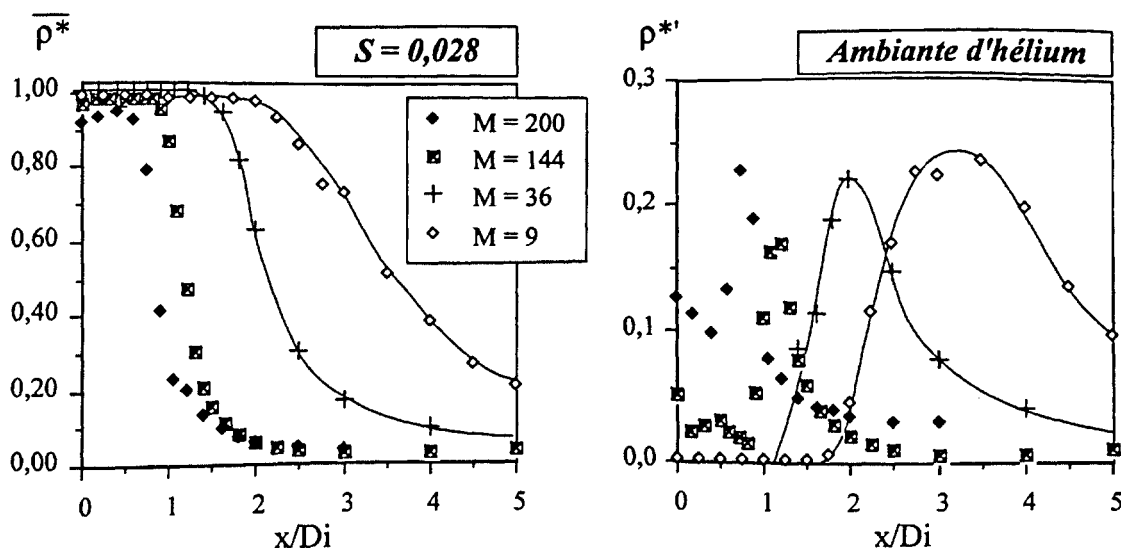 ρ*
S = 0,028
1,00
0,80
0,60
0,40
0,20
0,00
0
1
2
3
4
5
x/Di
M = 200
M = 144
M = 36
M = 9
ρ*'
Ambiante d'hélium
0,3
0,2
0,1
0,0
0
1
2
3
4
5
x/Di